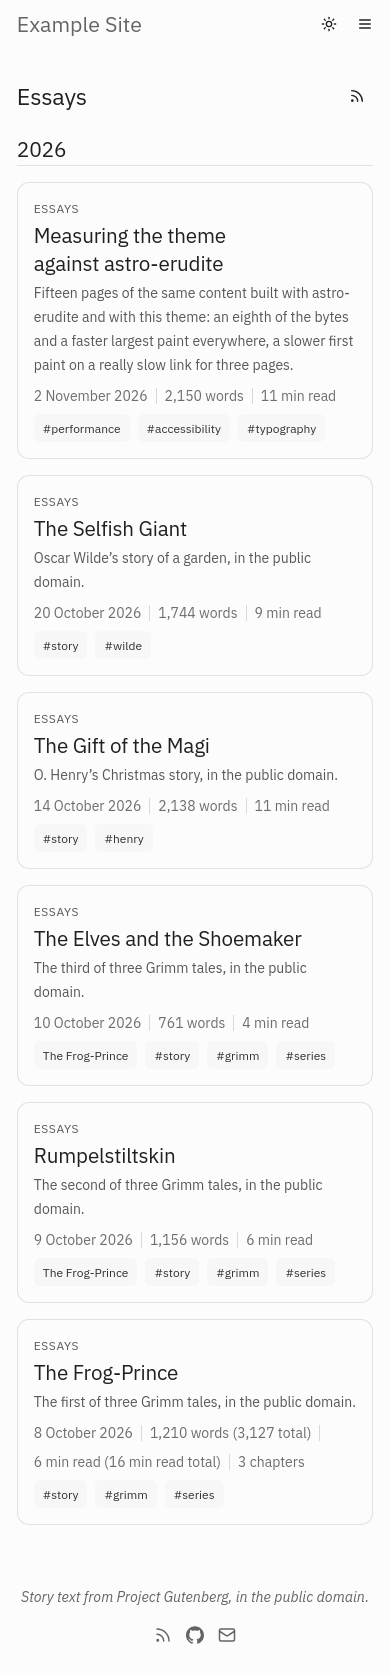 Example Site
Essays
2026
ESSAYS
Measuring the theme
against astro-erudite
Fifteen pages of the same content built with astro-
erudite and with this theme: an eighth of the bytes
and a faster largest paint everywhere, a slower first
paint on a really slow link for three pages.
2 November 2026 2,150 words 11 min read
#performance #accessibility #typography
ESSAYS
The Selfish Giant
Oscar Wilde’s story of a garden, in the public
domain.
20 October 2026 1,744 words 9 min read
#story #wilde
ESSAYS
The Gift of the Magi
O. Henry’s Christmas story, in the public domain.
14 October 2026 2,138 words 11 min read
#story #henry
ESSAYS
The Elves and the Shoemaker
The third of three Grimm tales, in the public
domain.
10 October 2026 761 words 4 min read
The Frog-Prince #story #grimm #series
ESSAYS
Rumpelstiltskin
The second of three Grimm tales, in the public
domain.
9 October 2026 1,156 words 6 min read
The Frog-Prince #story #grimm #series
ESSAYS
The Frog-Prince
The first of three Grimm tales, in the public domain.
8 October 2026 1,210 words (3,127 total)
6 min read (16 min read total) 3 chapters
#story #grimm #series
Story text from Project Gutenberg, in the public domain.